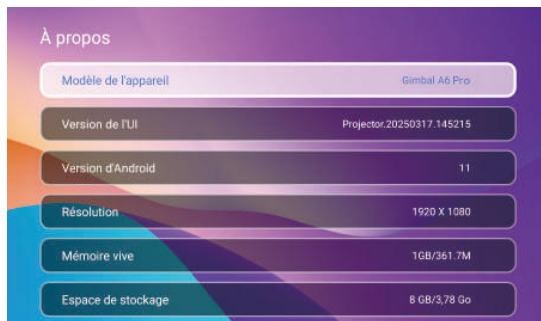 À propos
Modèle de l'appareil Gimbal A6 Pro
Version de l'UI Projector.20250317.145215
Version d'Android 11
Résolution 1920 X 1080
Mémoire vive 1GB/361.7M
Espace de stockage 8 GB/3,78 Go